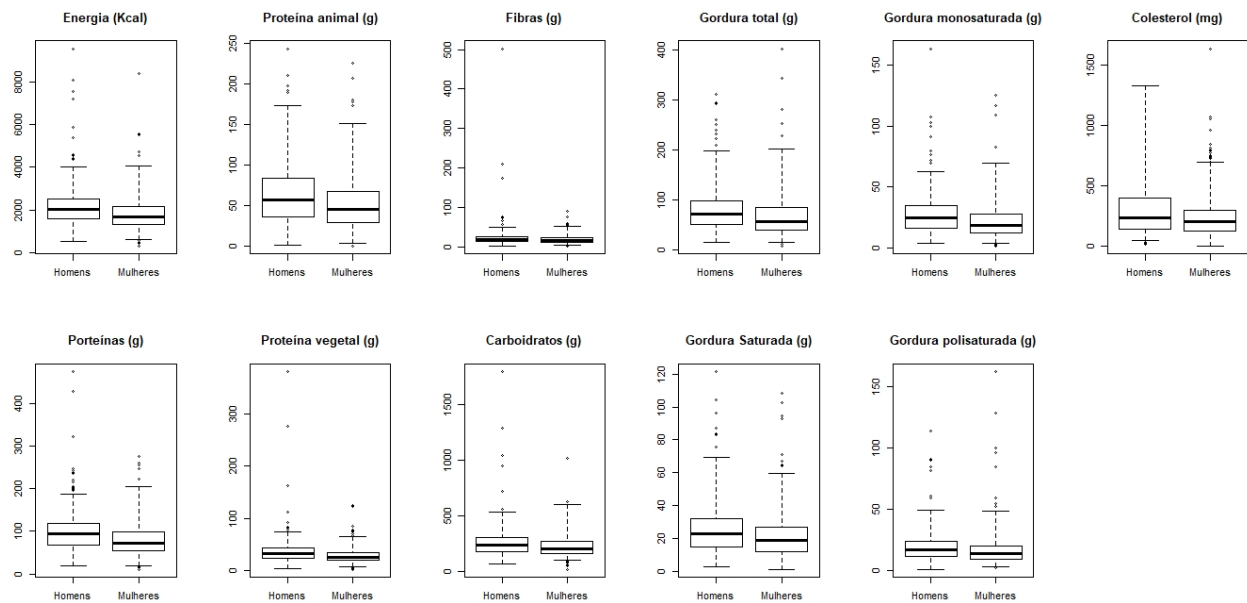 Energia (Kcal)
8000
6000
4000
2000
0
Homens Mulheres
Proteína animal (g)
250
200
150
100
50
0
Homens Mulheres
Fibras (g)
500
400
300
200
100
0
Homens Mulheres
Gordura total (g)
400
300
200
100
0
Homens Mulheres
Gordura monosaturada (g)
150
100
50
0
Homens Mulheres
Colesterol (mg)
1500
1000
500
0
Homens Mulheres
Porteínas (g)
400
300
200
100
0
Homens Mulheres
Proteína vegetal (g)
300
200
100
50
0
Homens Mulheres
Carboidratos (g)
1500
1000
500
0
Homens Mulheres
Gordura Saturada (g)
120
100
80
60
40
20
0
Homens Mulheres
Gordura polisaturada (g)
150
100
50
0
Homens Mulheres